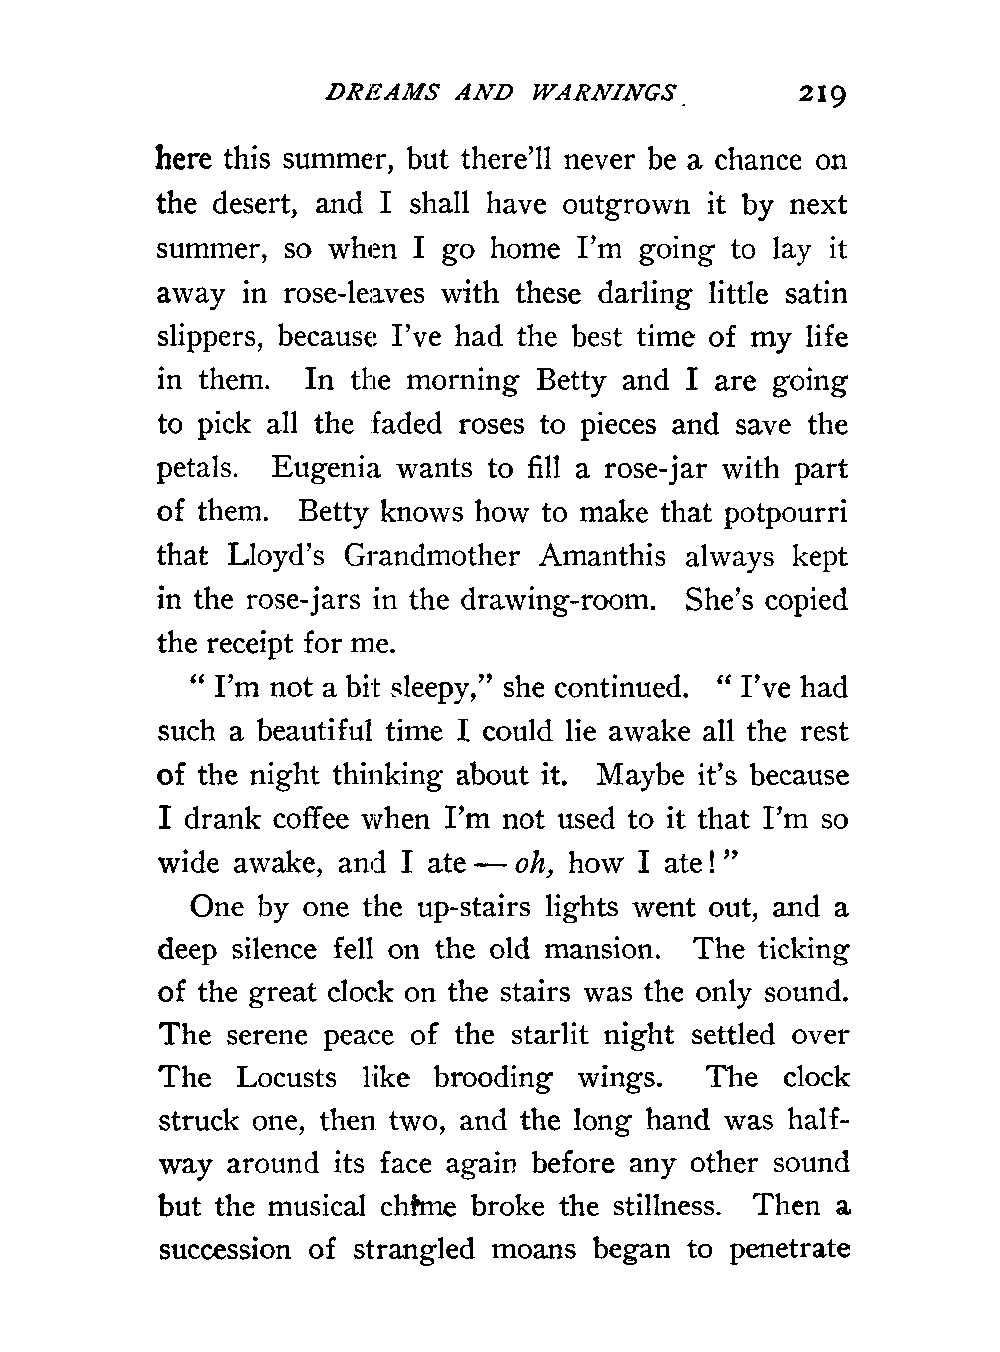 DREAMS AND WARNINGS. 219
here this summer, but there'll never be a chance on
the desert, and I shall have outgrown it by next
summer, so when I go home I'm going to lay it
away in rose-leaves with these darling little satin
slippers, because I've had the best time of my life
in them. In the morning Betty and I are going
to pick all the faded roses to pieces and save the
petals. Eugenia wants to fill a rose-jar with part
of them. Betty knows how to make that potpourri
that Lloyd's Grandmother Amanthis always kept
in the rose-jars in the drawing-room. She's copied
the receipt for me.
" I'm not a bit sleepy," she continued. " I've had
such a beautiful time I could lie awake all the rest
of the night thinking about it. Maybe it's because
I drank coffee when I'm not used to it that I'm so
wide awake, and I ate — oh, how I ate! "
One by one the up-stairs lights went out, and a
deep silence fell on the old mansion. The ticking
of the great clock on the stairs was the only sound.
The serene peace of the starlit night settled over
The Locusts like brooding wings. The clock
struck one, then two, and the long hand was half-
way around its face again before any other sound
but the musical chime broke the stillness. Then a
succession of strangled moans began to penetrate